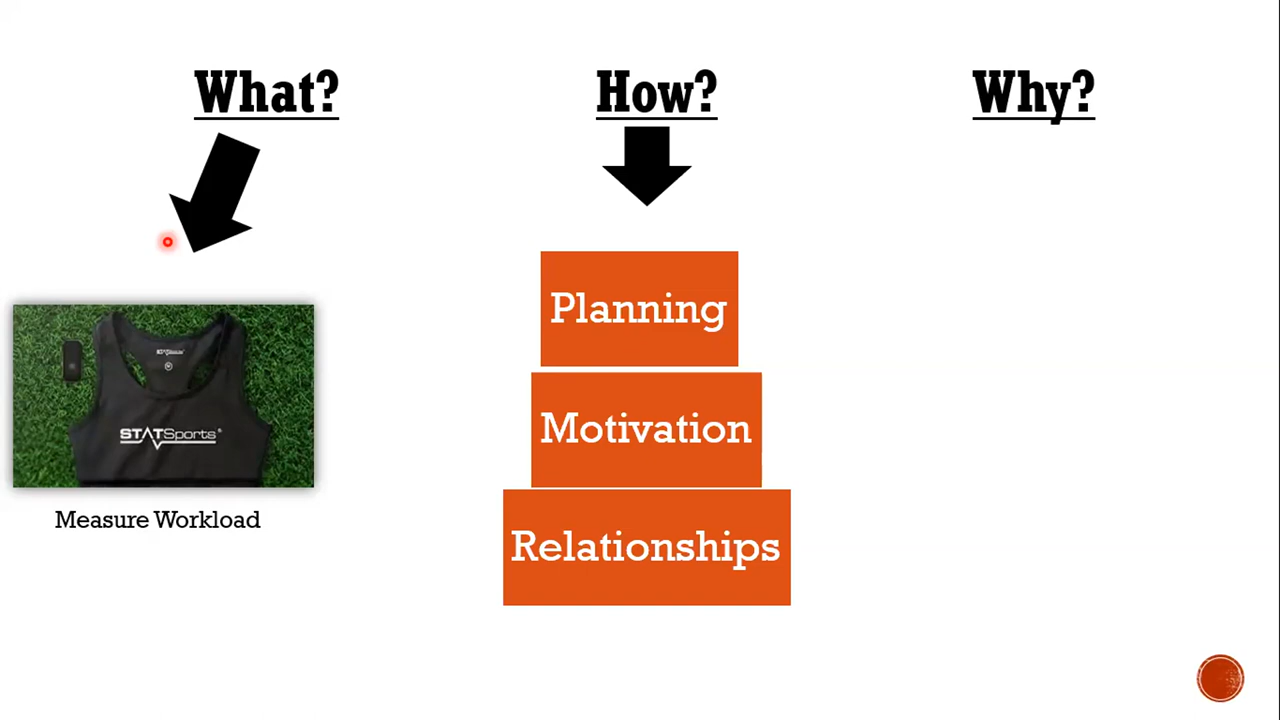 What?
How?
Why?
Planning
Motivation
Relationships
STATSports
Measure Workload